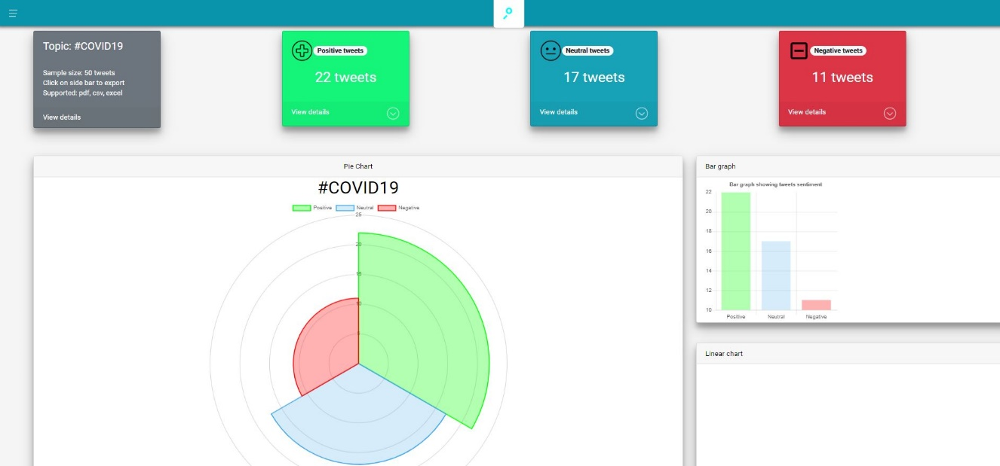 Topic: #COVID19
Sample size: 50 tweets
Click on side bar to export
Supported: pdf, csv, excel
View details
Positive tweets
22 tweets
View details
Neutral tweets
17 tweets
View details
Negative tweets
11 tweets
View details
Pie Chart
#COVID19
Positive Neutral Negative
25
20
15
10
5
Bar graph
Bar graph showing tweets sentiment
22
20
18
16
14
12
10
Positive Neutral Negative
Linear chart